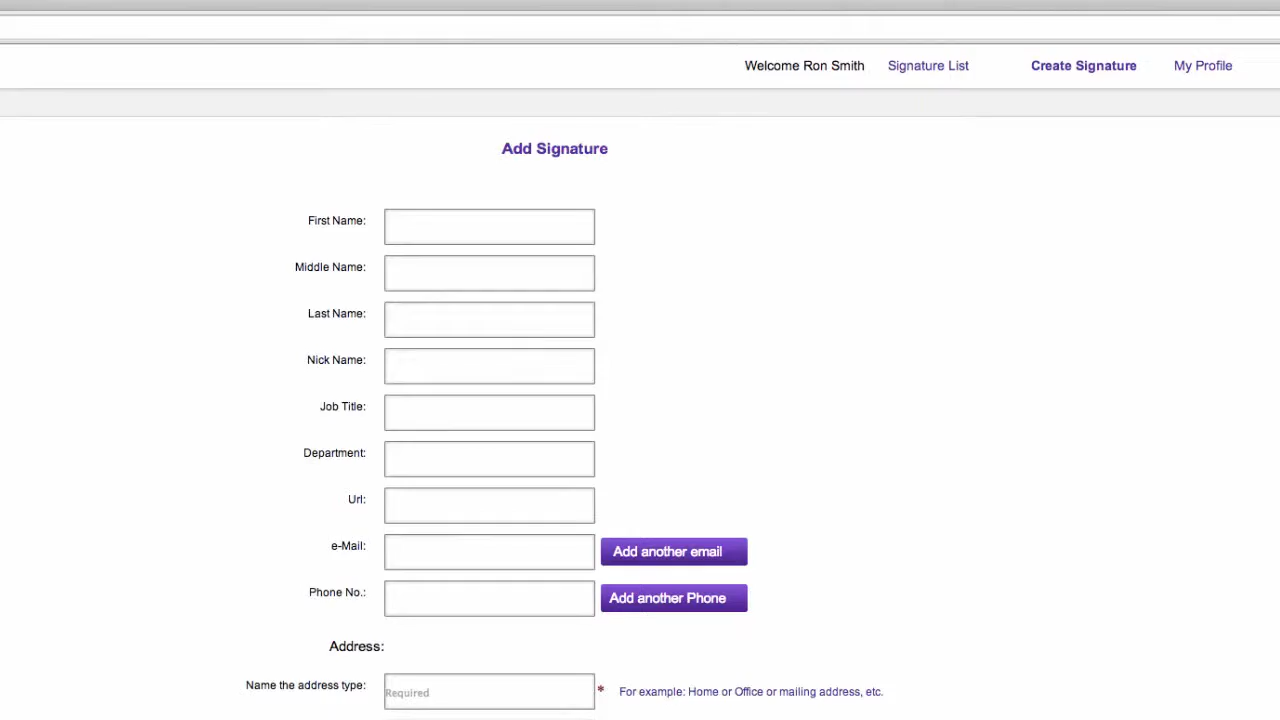 Welcome Ron Smith Signature List Create Signature My Profile
Add Signature
First Name:
Middle Name:
Last Name:
Nick Name:
Job Title:
Department:
Url:
e-Mail: Add another email
Phone No.: Add another Phone
Address:
Name the address type: Required * For example: Home or Office or mailing address, etc.